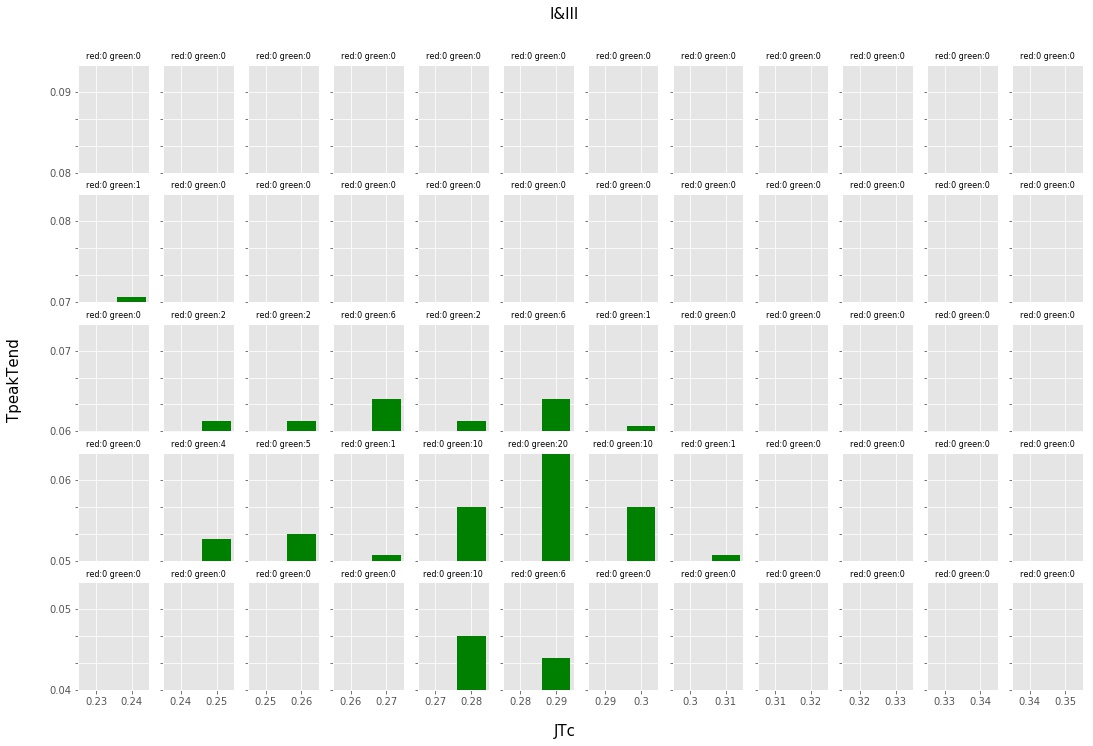 I&III
red:0 green:0 red:0 green:0 red:0 green:0 red:0 green:0 red:0 green:0 red:0 green:0 red:0 green:0 red:0 green:0 red:0 green:0 red:0 green:0 red:0 green:0 red:0 green:0
0.09
0.08
red:0 green:1 red:0 green:0 red:0 green:0 red:0 green:0 red:0 green:0 red:0 green:0 red:0 green:0 red:0 green:0 red:0 green:0 red:0 green:0 red:0 green:0 red:0 green:0
0.08
0.07
red:0 green:0 red:0 green:2 red:0 green:2 red:0 green:6 red:0 green:2 red:0 green:6 red:0 green:1 red:0 green:0 red:0 green:0 red:0 green:0 red:0 green:0 red:0 green:0
0.07
TpeakTend
0.06
red:0 green:0 red:0 green:4 red:0 green:5 red:0 green:1 red:0 green:10 red:0 green:20 red:0 green:10 red:0 green:1 red:0 green:0 red:0 green:0 red:0 green:0 red:0 green:0
0.06
0.05
red:0 green:0 red:0 green:0 red:0 green:0 red:0 green:0 red:0 green:10 red:0 green:6 red:0 green:0 red:0 green:0 red:0 green:0 red:0 green:0 red:0 green:0 red:0 green:0
0.05
0.04
0.23 0.24 0.24 0.25 0.25 0.26 0.26 0.27 0.27 0.28 0.28 0.29 0.29 0.3 0.3 0.31 0.31 0.32 0.32 0.33 0.33 0.34 0.34 0.35
JTc